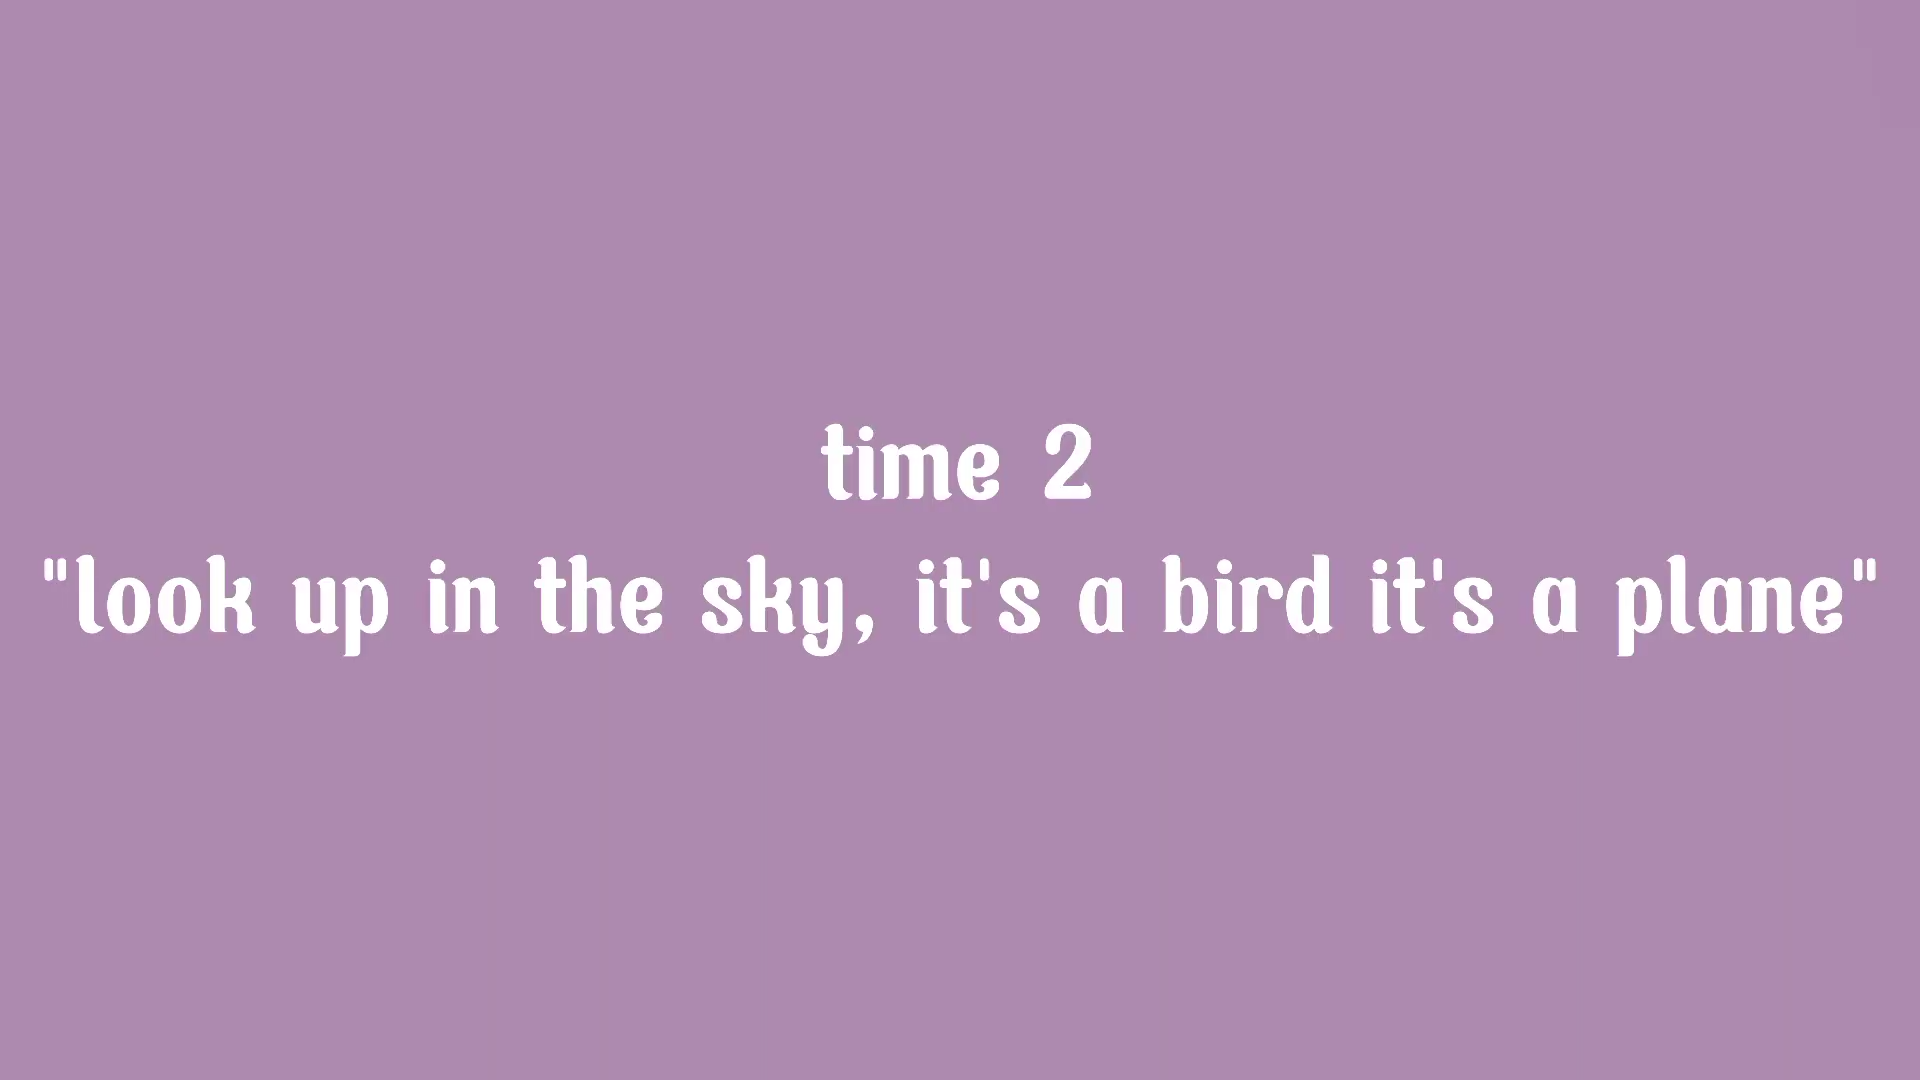 time 2
"look up in the sky, it's a bird it's a plane"